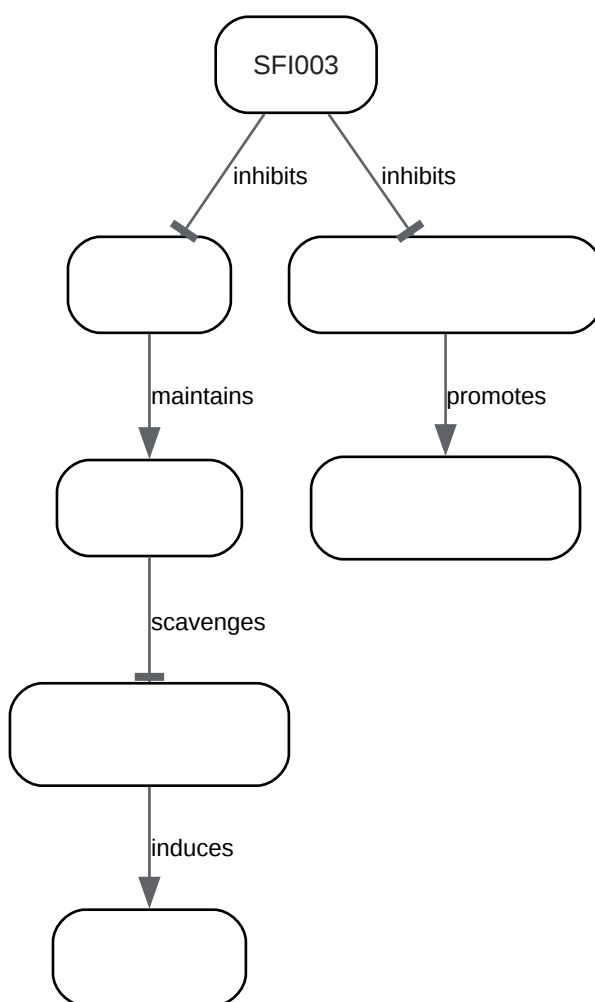 SFI003
inhibits
inhibits
maintains
promotes
scavenges
induces